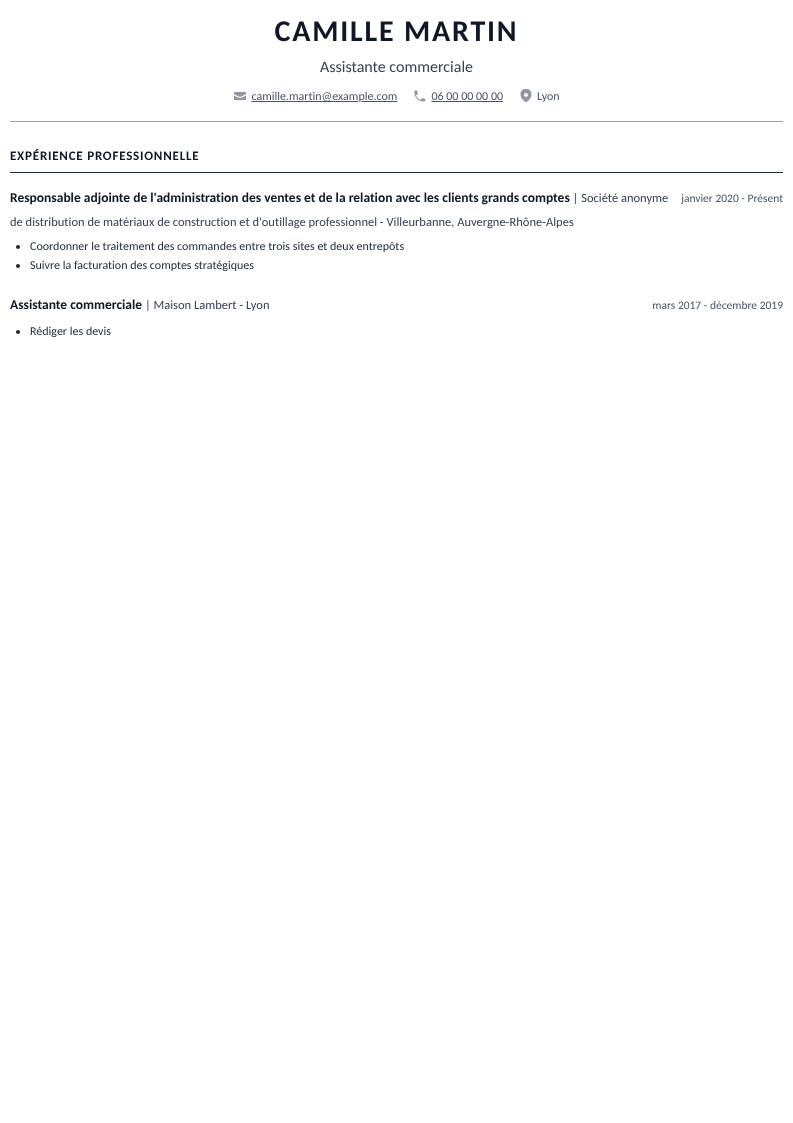 CAMILLE MARTIN
Assistante commerciale
camille.martin@example.com 06 00 00 00 00 Lyon
EXPÉRIENCE PROFESSIONNELLE
Responsable adjointe de l'administration des ventes et de la relation avec les clients grands comptes | Société anonyme janvier 2020 - Présent
de distribution de matériaux de construction et d'outillage professionnel - Villeurbanne, Auvergne-Rhône-Alpes
• Coordonner le traitement des commandes entre trois sites et deux entrepôts
• Suivre la facturation des comptes stratégiques
Assistante commerciale | Maison Lambert - Lyon mars 2017 - décembre 2019
• Rédiger les devis